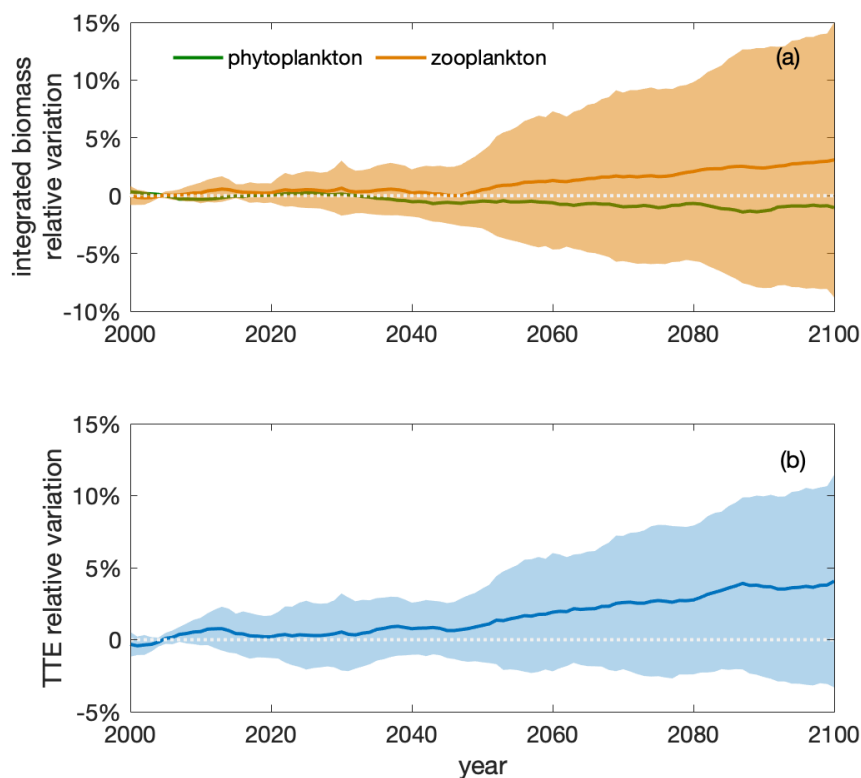 15%
phytoplankton zooplankton (a)
10%
integrated biomass
relative variation
5%
0
-5%
-10%
2000 2020 2040 2060 2080 2100
15%
(b)
10%
TTE relative variation
5%
0
-5%
2000 2020 2040 2060 2080 2100
year